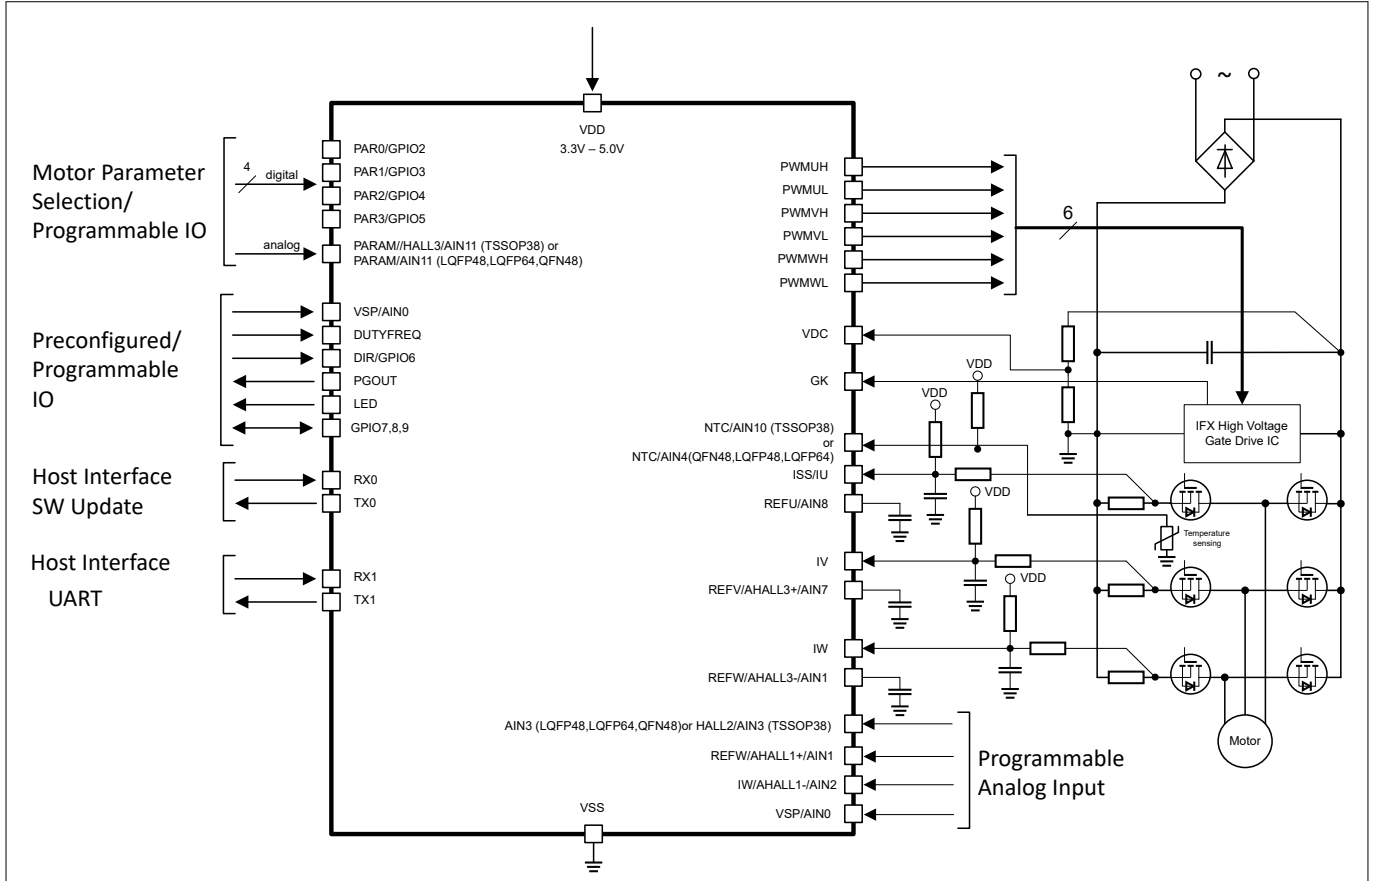 VDD
3.3V – 5.0V
Motor Parameter
Selection/
Programmable IO
4
digital
analog
PAR0/GPIO2
PAR1/GPIO3
PAR2/GPIO4
PAR3/GPIO5
PARAM//HALL3/AIN11 (TSSOP38) or
PARAM/AIN11 (LQFP48,LQFP64,QFN48)
Preconfigured/
Programmable
IO
VSP/AIN0
DUTYFREQ
DIR/GPIO6
PGOUT
LED
GPIO7,8,9
Host Interface
SW Update
RX0
TX0
Host Interface
UART
RX1
TX1
VSS
PWMUH
PWMUL
PWMVH
PWMVL
PWMWH
PWMWL
VDC
GK
NTC/AIN10 (TSSOP38)
or
NTC/AIN4(QFN48,LQFP48,LQFP64)
ISS/IU
REFU/AIN8
IV
REFV/AHALL3+/AIN7
IW
REFW/AHALL3-/AIN1
AIN3 (LQFP48,LQFP64,QFN48)or HALL2/AIN3 (TSSOP38)
REFW/AHALL1+/AIN1
IW/AHALL1-/AIN2
VSP/AIN0
Programmable
Analog Input
6
~
VDD
VDD
VDD
VDD
IFX High Voltage
Gate Drive IC
Temperature
sensing
Motor